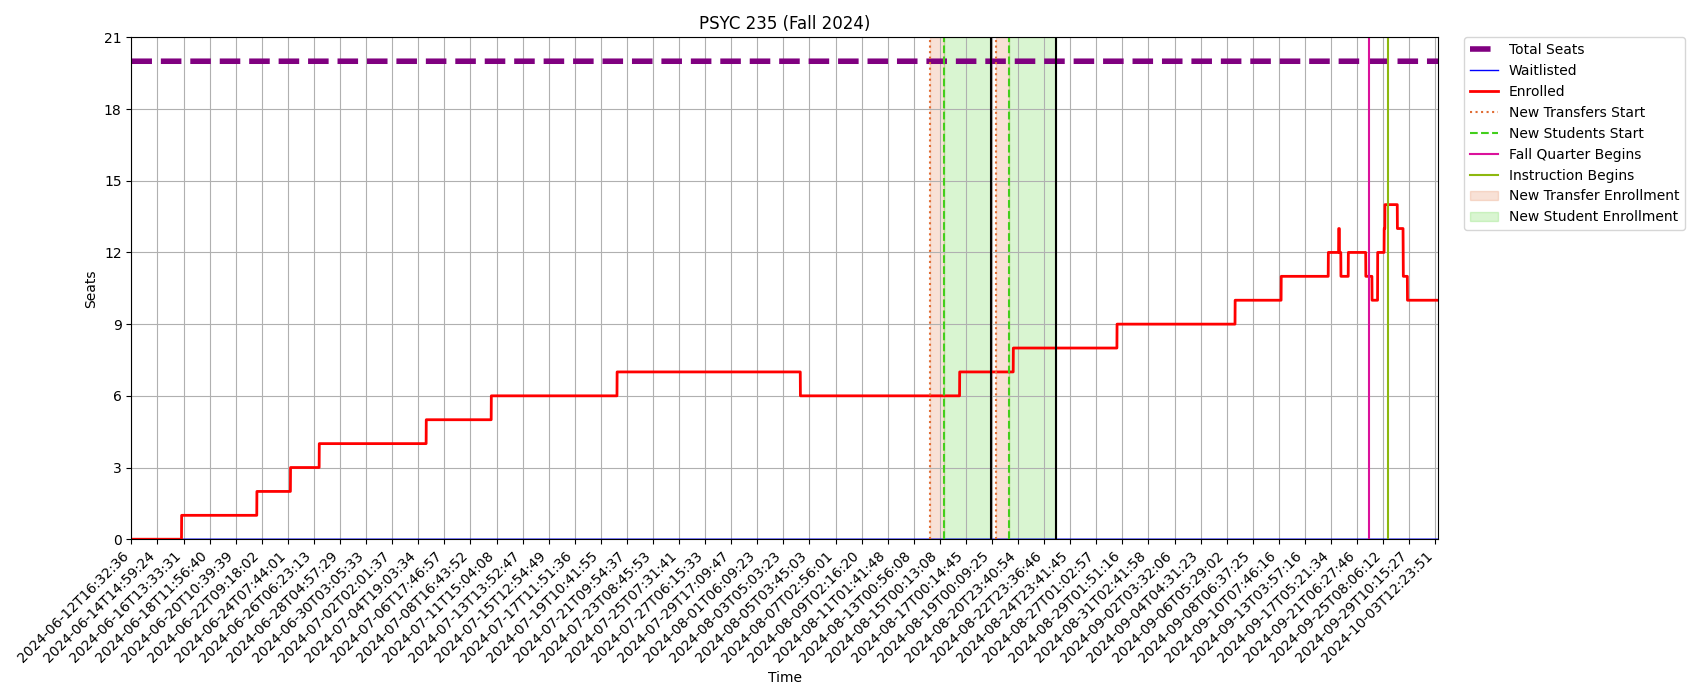 PSYC 235 (Fall 2024)
Seats
21
18
15
12
9
6
3
0
2024-06-12T16:32:36
2024-06-14T14:59:24
2024-06-16T13:33:31
2024-06-18T11:56:40
2024-06-20T10:39:39
2024-06-22T09:18:02
2024-06-24T07:44:01
2024-06-26T06:23:13
2024-06-28T04:57:29
2024-06-30T03:05:33
2024-07-02T02:01:37
2024-07-04T19:03:34
2024-07-06T17:46:57
2024-07-08T16:43:52
2024-07-11T15:04:08
2024-07-13T13:52:47
2024-07-15T12:54:49
2024-07-17T11:51:36
2024-07-19T10:41:55
2024-07-21T09:54:37
2024-07-23T08:45:53
2024-07-25T07:31:41
2024-07-27T06:15:33
2024-07-29T17:09:47
2024-08-01T06:09:23
2024-08-03T05:03:23
2024-08-05T03:45:03
2024-08-07T02:56:01
2024-08-09T02:16:20
2024-08-11T01:41:48
2024-08-13T00:56:08
2024-08-15T00:13:08
2024-08-17T00:14:45
2024-08-19T00:09:25
2024-08-20T23:40:54
2024-08-22T23:36:46
2024-08-24T23:41:45
2024-08-27T01:02:57
2024-08-29T01:51:16
2024-08-31T02:41:58
2024-09-02T03:32:06
2024-09-04T04:31:23
2024-09-06T05:29:02
2024-09-08T06:37:25
2024-09-10T07:46:16
2024-09-13T03:57:16
2024-09-17T05:21:34
2024-09-21T06:27:46
2024-09-25T08:06:12
2024-09-29T10:15:27
2024-10-03T12:23:51
Time
Total Seats
Waitlisted
Enrolled
New Transfers Start
New Students Start
Fall Quarter Begins
Instruction Begins
New Transfer Enrollment
New Student Enrollment